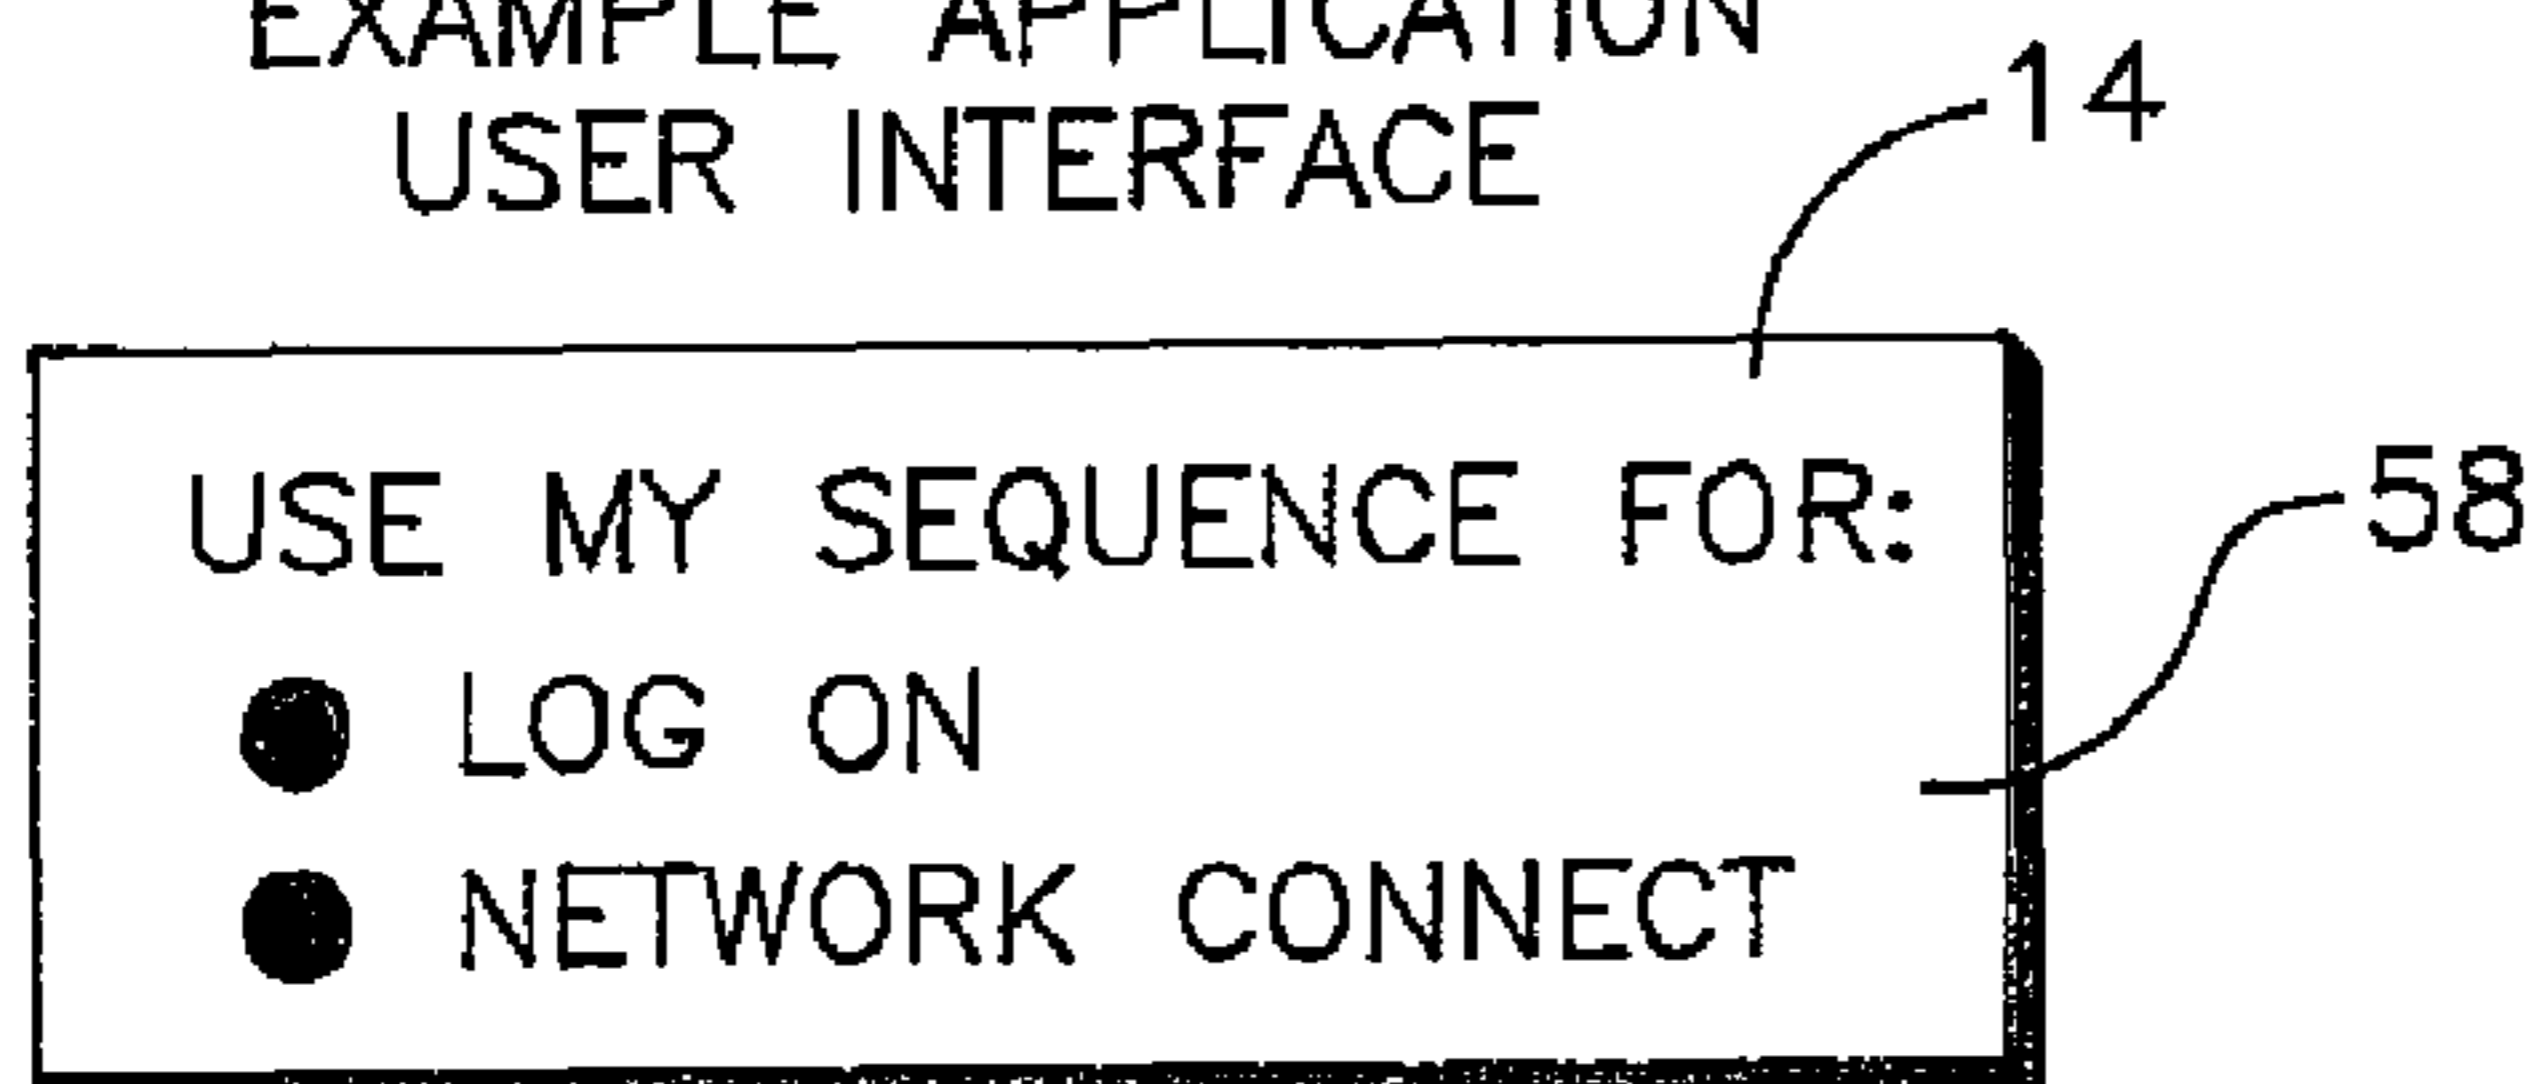 EXAMPLE APPLICATION
USER INTERFACE
14
USE MY SEQUENCE FOR:
58
● LOG ON
● NETWORK CONNECT